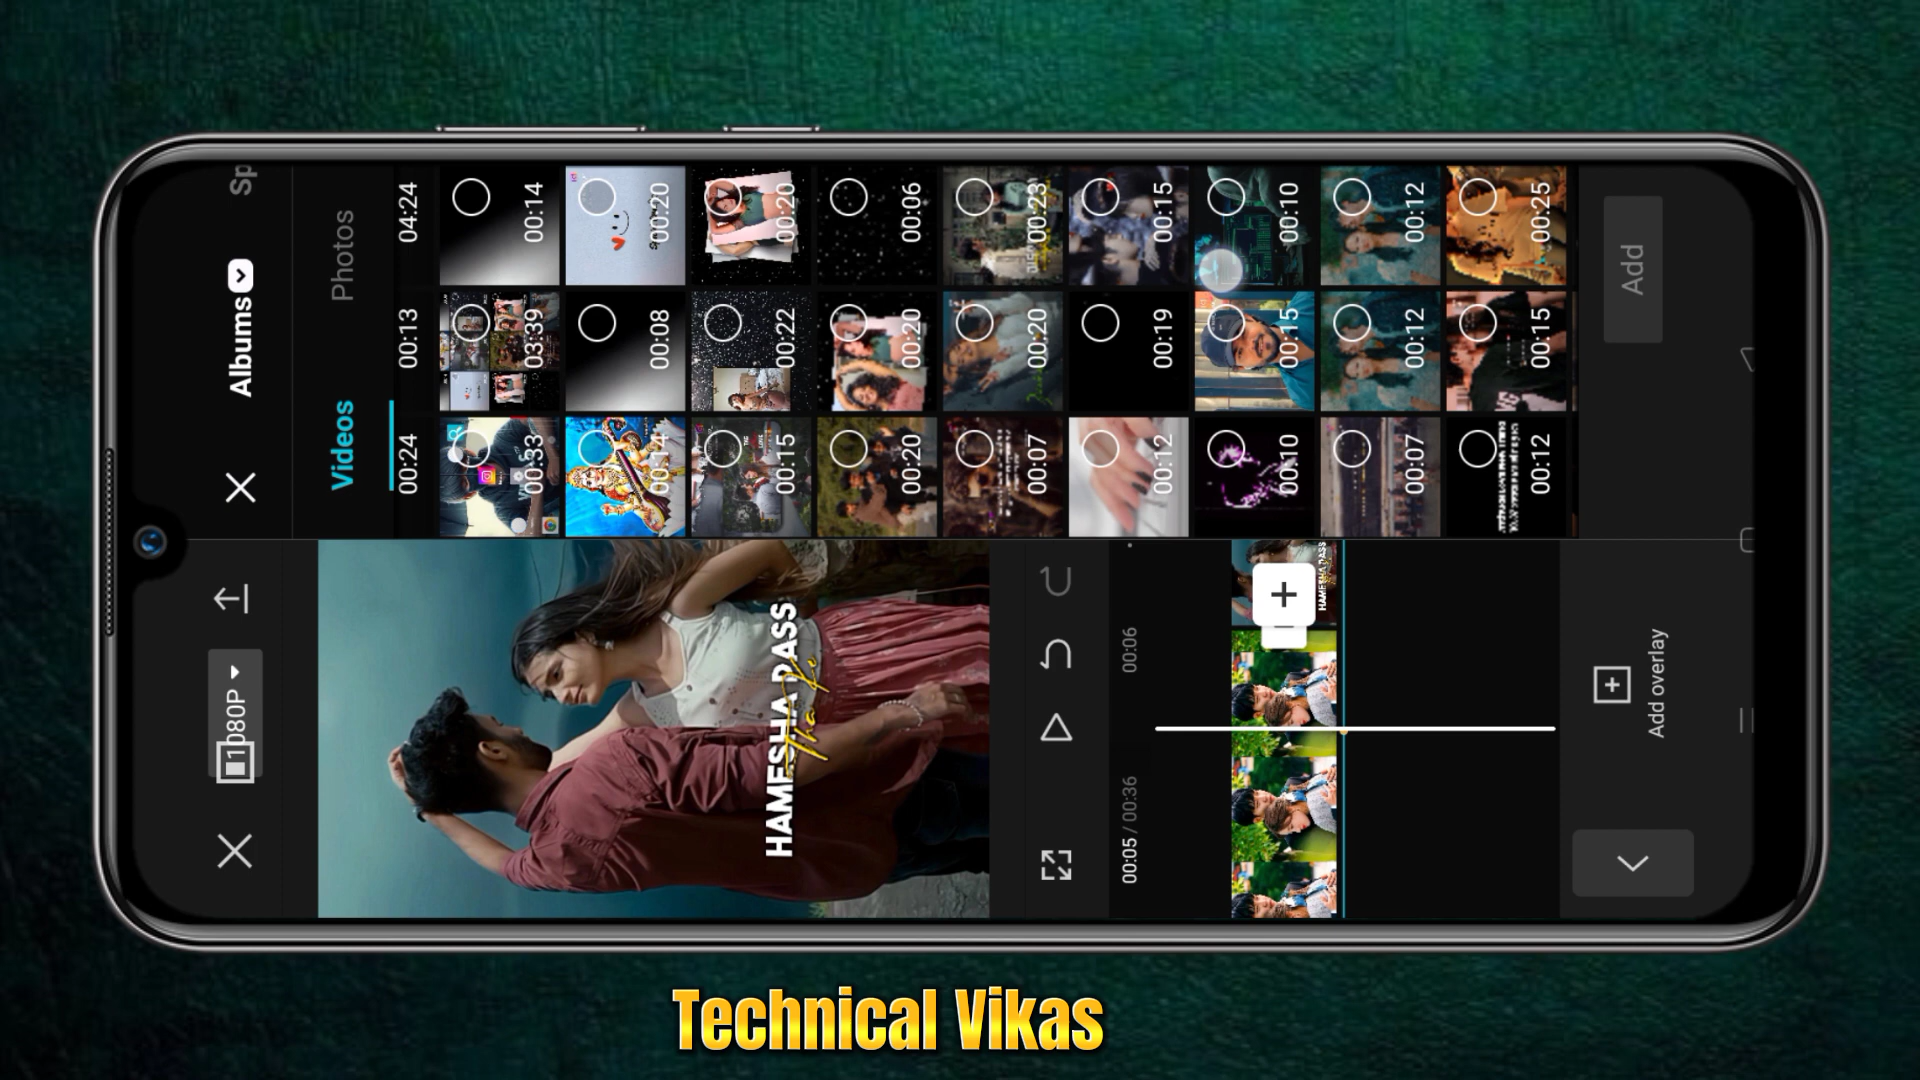 Sp
Albums
Photos
Videos
04:24
00:13
00:24
00:14
03:39
00:33
00:20
00:08
00:14
00:20
00:22
00:15
00:06
00:20
00:20
00:23
00:20
00:07
00:15
00:19
00:12
00:10
00:15
00:10
00:12
00:12
00:07
00:25
00:15
00:12
Add
1080P
HAMESHA PASS
HAMESHA PASS
00:05 / 00:36
00:06
Add overlay
Technical Vikas